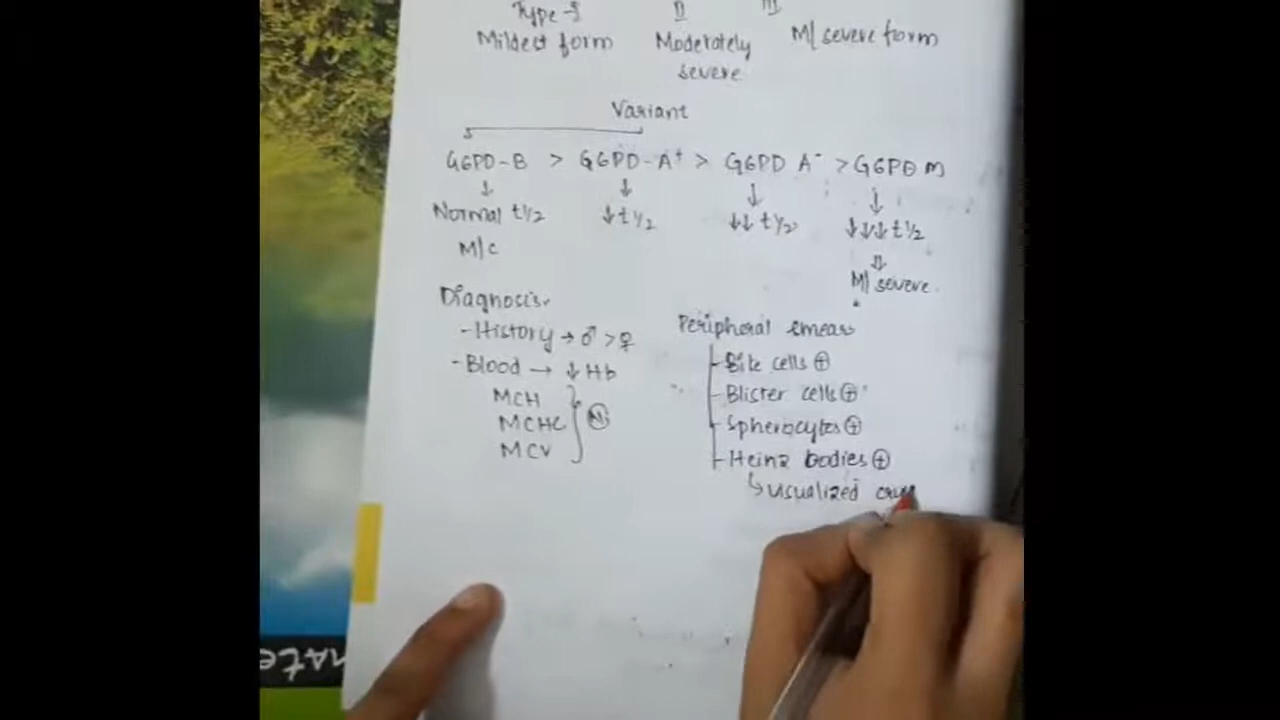 Type-I II III
Mildest form Moderately severe M/severe form
Variant
G6PD-B > G6PD-A⁺ > G6PD A⁻ > G6PD M
↓ ↓ ↓ ↓
Normal t1/2 ↓t1/2 ↓↓t1/2 ↓↓↓t1/2
M/c ⇓
M/severe.
Diagnosis.
- History → ♂ > ♀
- Blood → ↓Hb
MCH
MCHC
MCV
N
Peripheral smear
Bite cells ⊕
Blister cells ⊕
Spherocytes ⊕
Heinz bodies ⊕
↳ visualized